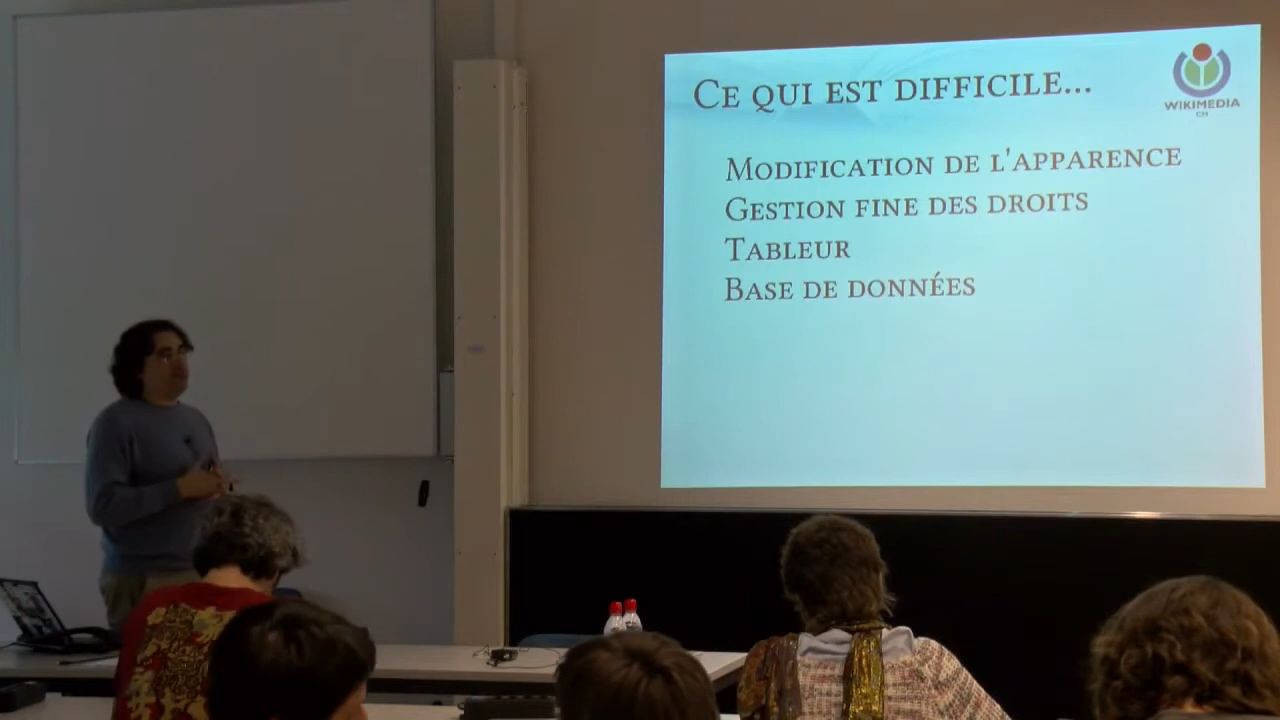 Ce qui est difficile...
WIKIMEDIA
CH
Modification de l'apparence
Gestion fine des droits
Tableur
Base de données